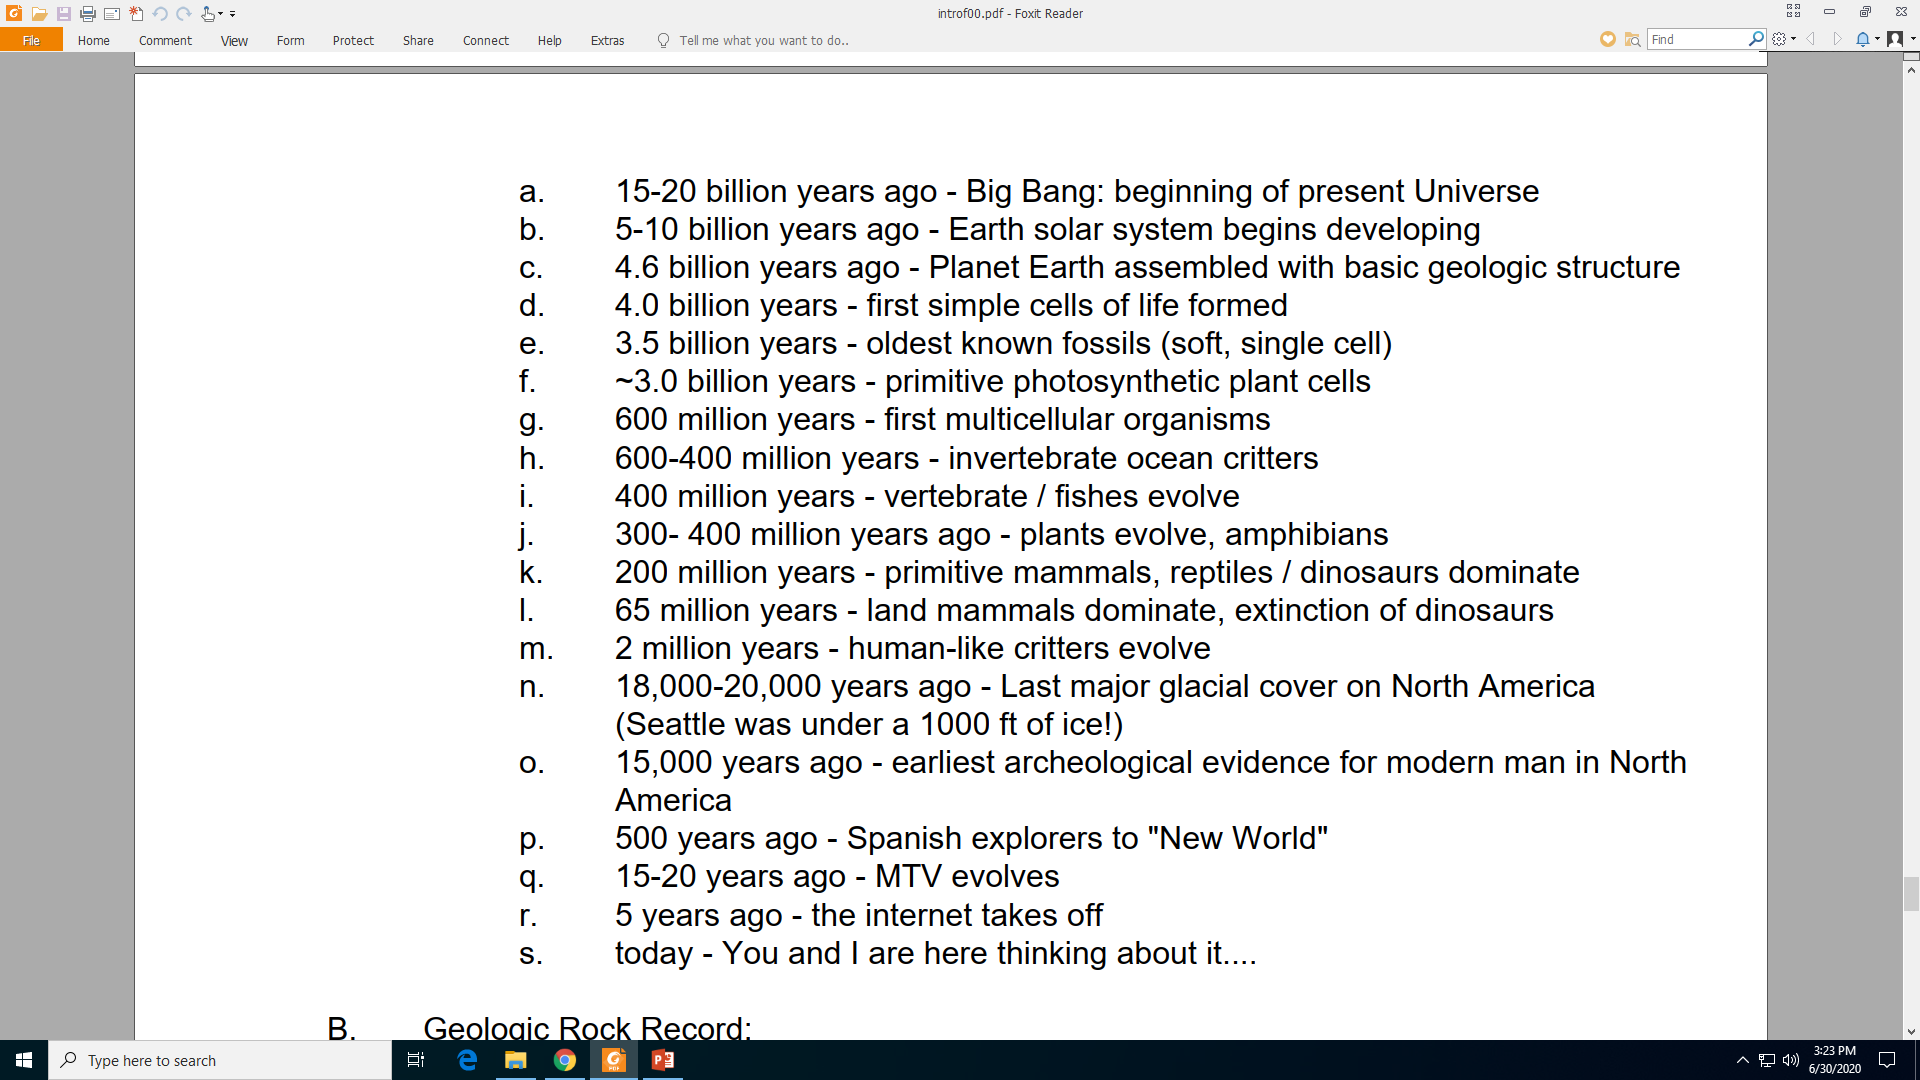 introf00.pdf - Foxit Reader
File Home Comment View Form Protect Share Connect Help Extras Tell me what you want to do.. Find
a. 15-20 billion years ago - Big Bang: beginning of present Universe
b. 5-10 billion years ago - Earth solar system begins developing
c. 4.6 billion years ago - Planet Earth assembled with basic geologic structure
d. 4.0 billion years - first simple cells of life formed
e. 3.5 billion years - oldest known fossils (soft, single cell)
f. ~3.0 billion years - primitive photosynthetic plant cells
g. 600 million years - first multicellular organisms
h. 600-400 million years - invertebrate ocean critters
i. 400 million years - vertebrate / fishes evolve
j. 300- 400 million years ago - plants evolve, amphibians
k. 200 million years - primitive mammals, reptiles / dinosaurs dominate
l. 65 million years - land mammals dominate, extinction of dinosaurs
m. 2 million years - human-like critters evolve
n. 18,000-20,000 years ago - Last major glacial cover on North America
(Seattle was under a 1000 ft of ice!)
o. 15,000 years ago - earliest archeological evidence for modern man in North
America
p. 500 years ago - Spanish explorers to "New World"
q. 15-20 years ago - MTV evolves
r. 5 years ago - the internet takes off
s. today - You and I are here thinking about it....
B. Geologic Rock Record:
Type here to search
3:23 PM
6/30/2020